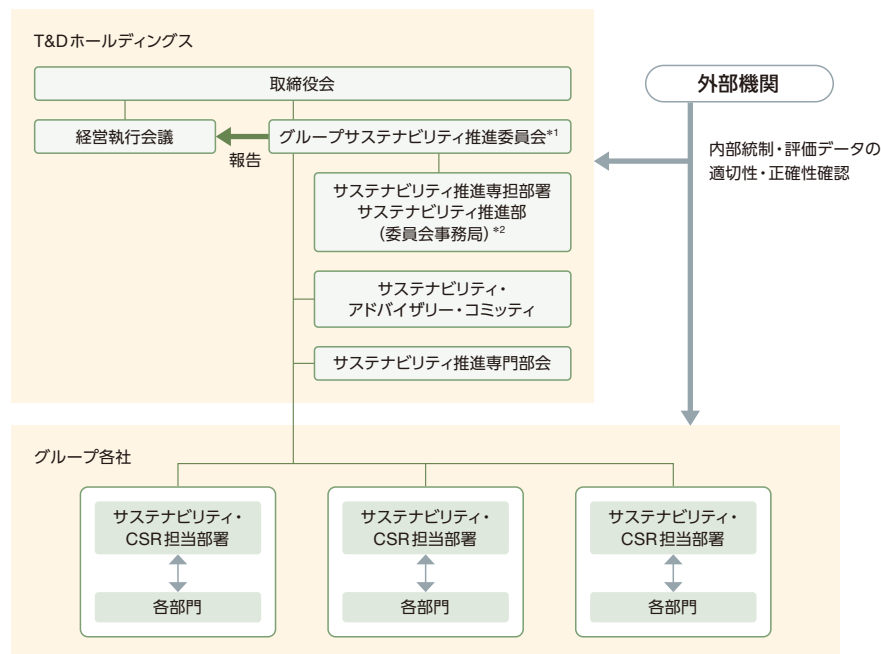 T&Dホールディングス
取締役会
外部機関
経営執行会議
グループサステナビリティ推進委員会*1
報告
内部統制・評価データの
適切性・正確性確認
サステナビリティ推進専担部署
サステナビリティ推進部
（委員会事務局）*2
サステナビリティ・
アドバイザリー・コミッティ
サステナビリティ推進専門部会
グループ各社
サステナビリティ・
CSR担当部署
各部門
サステナビリティ・
CSR担当部署
各部門
サステナビリティ・
CSR担当部署
各部門